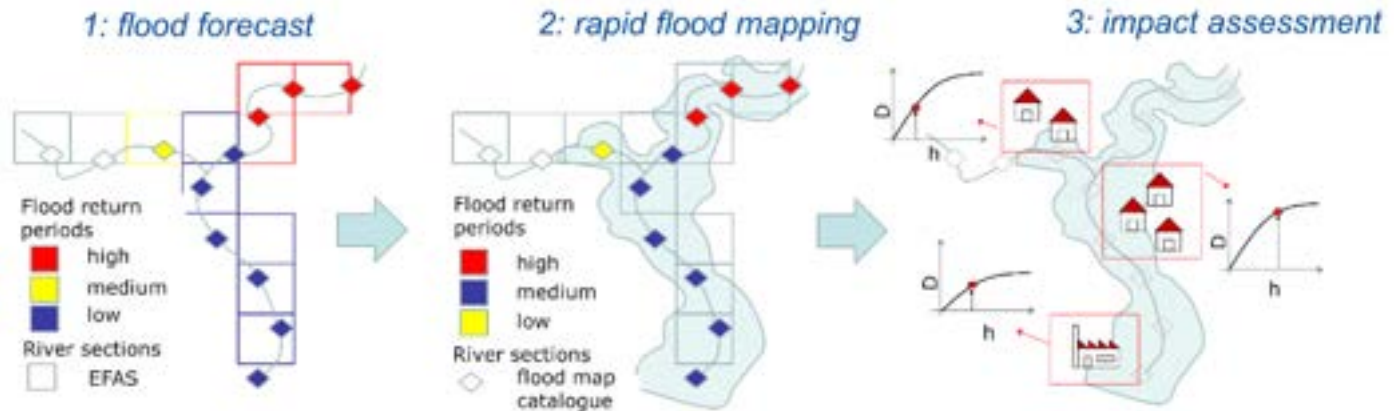 1: flood forecast
2: rapid flood mapping
3: impact assessment
Flood return
periods
high
medium
low
River sections
EFAS
Flood return
periods
high
medium
low
River sections
flood map
catalogue
D
h
D
h
D
h